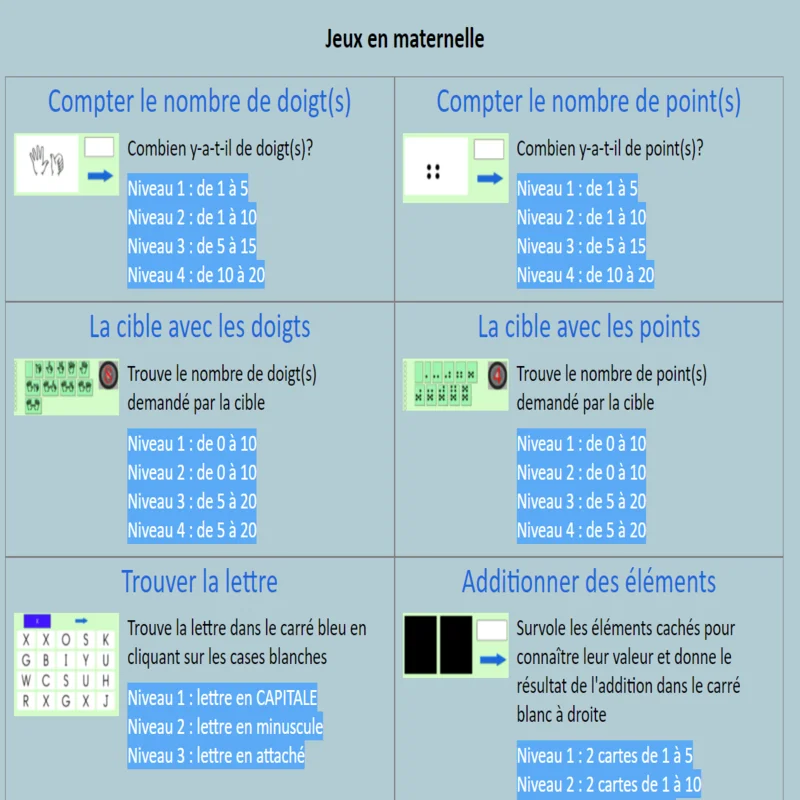 Jeux en maternelle
Compter le nombre de doigt(s)
Combien y-a-t-il de doigt(s)?
Niveau 1 : de 1 à 5
Niveau 2 : de 1 à 10
Niveau 3 : de 5 à 15
Niveau 4 : de 10 à 20
Compter le nombre de point(s)
Combien y-a-t-il de point(s)?
Niveau 1 : de 1 à 5
Niveau 2 : de 1 à 10
Niveau 3 : de 5 à 15
Niveau 4 : de 10 à 20
La cible avec les doigts
Trouve le nombre de doigt(s)
demandé par la cible
Niveau 1 : de 0 à 10
Niveau 2 : de 0 à 10
Niveau 3 : de 5 à 20
Niveau 4 : de 5 à 20
La cible avec les points
Trouve le nombre de point(s)
demandé par la cible
Niveau 1 : de 0 à 10
Niveau 2 : de 0 à 10
Niveau 3 : de 5 à 20
Niveau 4 : de 5 à 20
Trouver la lettre
X X O S K
G B I Y U
W C S U H
R X G X J
Trouve la lettre dans le carré bleu en
cliquant sur les cases blanches
Niveau 1 : lettre en CAPITALE
Niveau 2 : lettre en minuscule
Niveau 3 : lettre en attaché
Additionner des éléments
Survole les éléments cachés pour
connaître leur valeur et donne le
résultat de l'addition dans le carré
blanc à droite
Niveau 1 : 2 cartes de 1 à 5
Niveau 2 : 2 cartes de 1 à 10